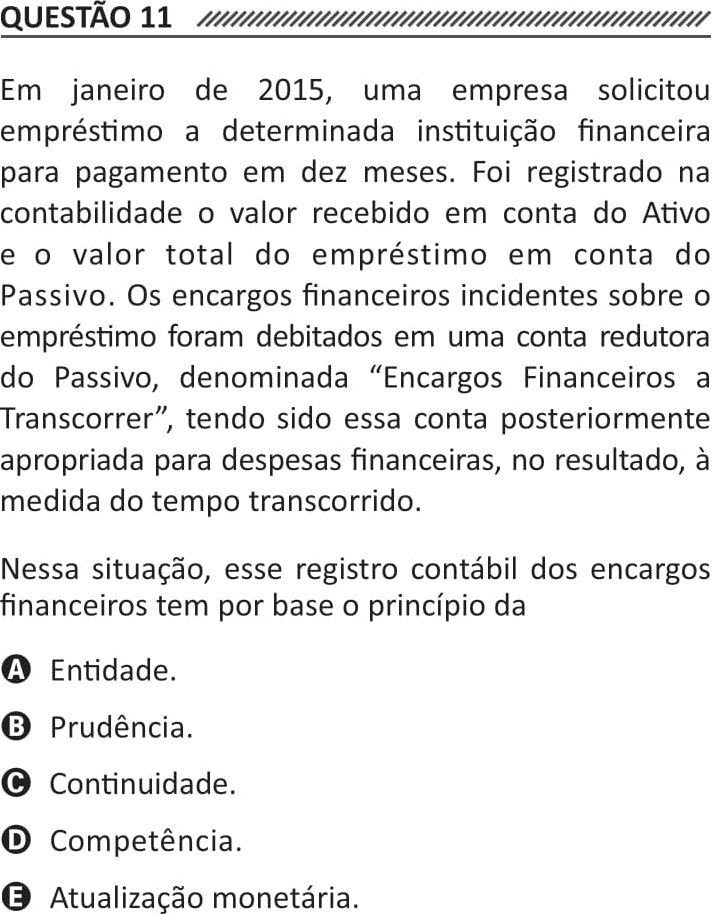 QUESTÃO 11
Em janeiro de 2015, uma empresa solicitou
empréstimo a determinada instituição financeira
para pagamento em dez meses. Foi registrado na
contabilidade o valor recebido em conta do Ativo
e o valor total do empréstimo em conta do
Passivo. Os encargos financeiros incidentes sobre o
empréstimo foram debitados em uma conta redutora
do Passivo, denominada “Encargos Financeiros a
Transcorrer”, tendo sido essa conta posteriormente
apropriada para despesas financeiras, no resultado, à
medida do tempo transcorrido.
Nessa situação, esse registro contábil dos encargos
financeiros tem por base o princípio da
A Entidade.
B Prudência.
C Continuidade.
D Competência.
E Atualização monetária.